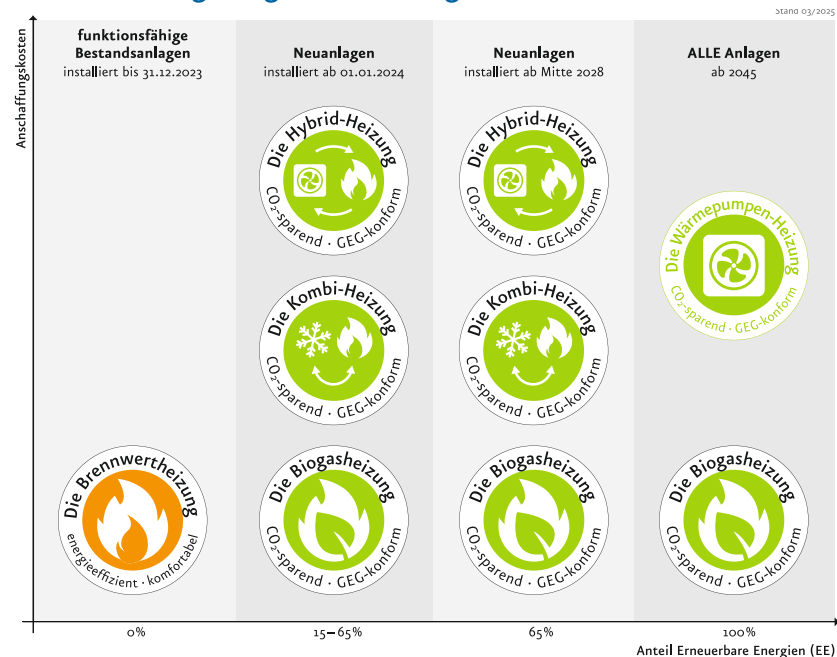 Stand 03/2025
Anschaffungskosten
funktionsfähige
Bestandsanlagen
installiert bis 31.12.2023
Neuanlagen
installiert ab 01.01.2024
Neuanlagen
installiert ab Mitte 2028
ALLE Anlagen
ab 2045
Die Hybrid-Heizung
CO₂-sparend · GEG-konform
Die Hybrid-Heizung
CO₂-sparend · GEG-konform
Die Wärmepumpen-Heizung
CO₂-sparend · GEG-konform
Die Kombi-Heizung
CO₂-sparend · GEG-konform
Die Kombi-Heizung
CO₂-sparend · GEG-konform
Die Brennwertheizung
energieeffizient · komfortabel
Die Biogasheizung
CO₂-sparend · GEG-konform
Die Biogasheizung
CO₂-sparend · GEG-konform
Die Biogasheizung
CO₂-sparend · GEG-konform
0%
15–65%
65%
100%
Anteil Erneuerbare Energien (EE)